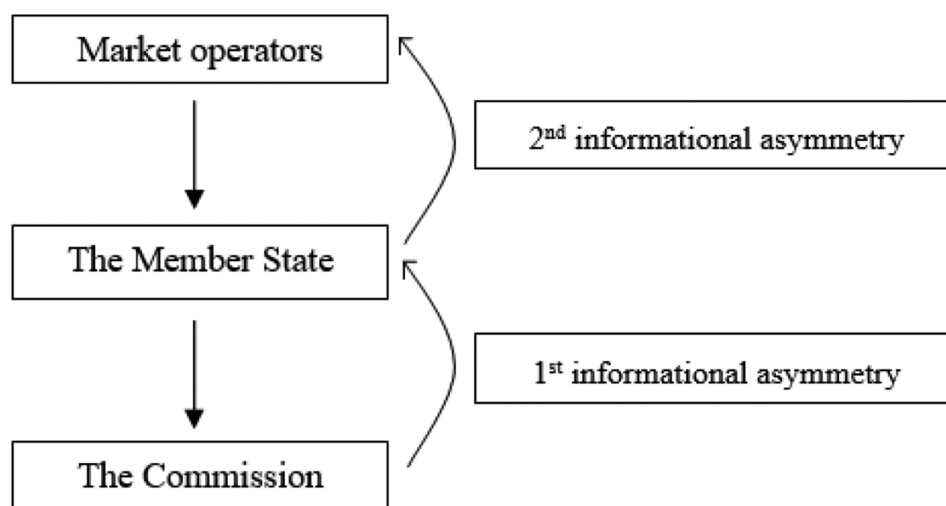 Market operators
2nd informational asymmetry
The Member State
1st informational asymmetry
The Commission